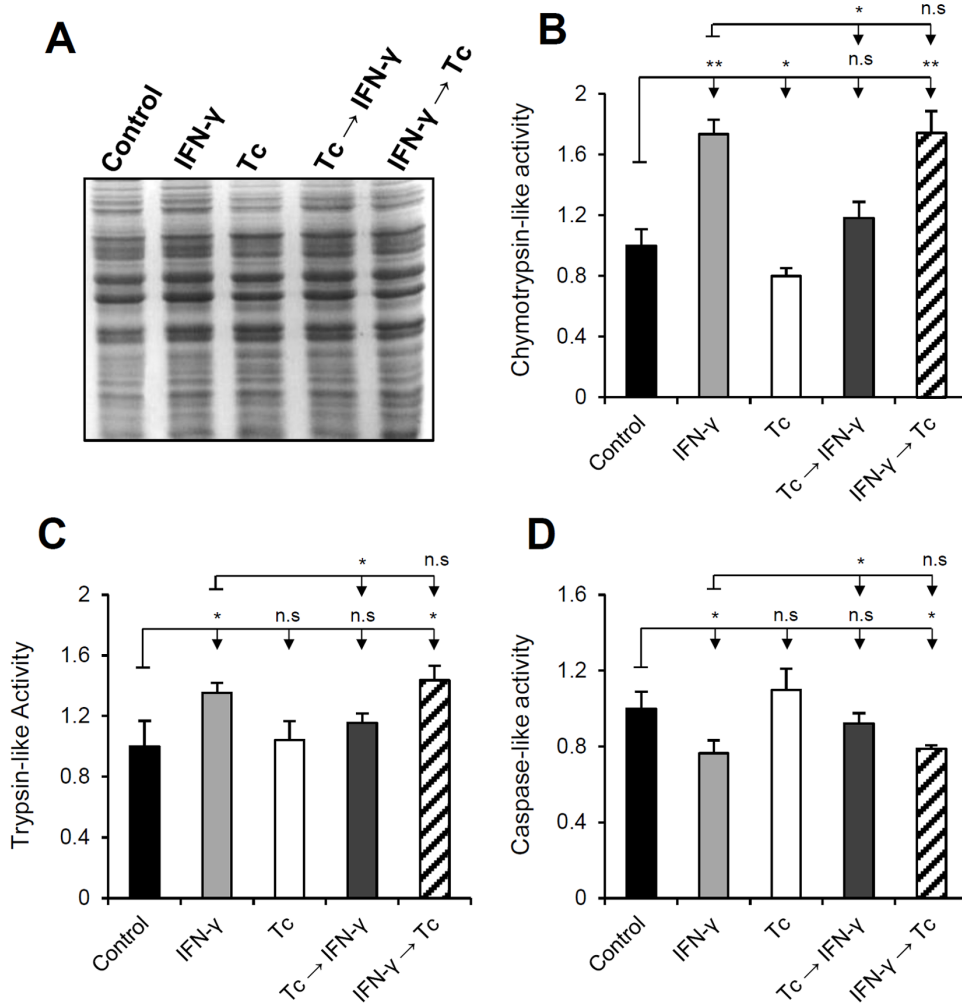 A
Control
IFN-γ
Tc
Tc → IFN-γ
IFN-γ → Tc
B
* n.s
** * n.s **
Chymotrypsin-like activity
2
1.6
1.2
0.8
0.4
0
Control
IFN-γ
Tc
Tc → IFN-γ
IFN-γ → Tc
C
* n.s
* n.s n.s *
Trypsin-like Activity
2
1.6
1.2
0.8
0.4
0
Control
IFN-γ
Tc
Tc → IFN-γ
IFN-γ → Tc
D
* n.s
* n.s n.s *
Caspase-like activity
1.6
1.2
0.8
0.4
0
Control
IFN-γ
Tc
Tc → IFN-γ
IFN-γ → Tc